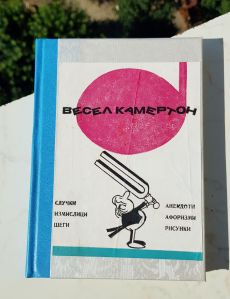 ВЕСЕЛ КАМЕРТОН
СЛУЧКИ
ИЗМИСЛИЦИ
ШЕГИ
АНЕКДОТИ
АФОРИЗМИ
РИСУНКИ